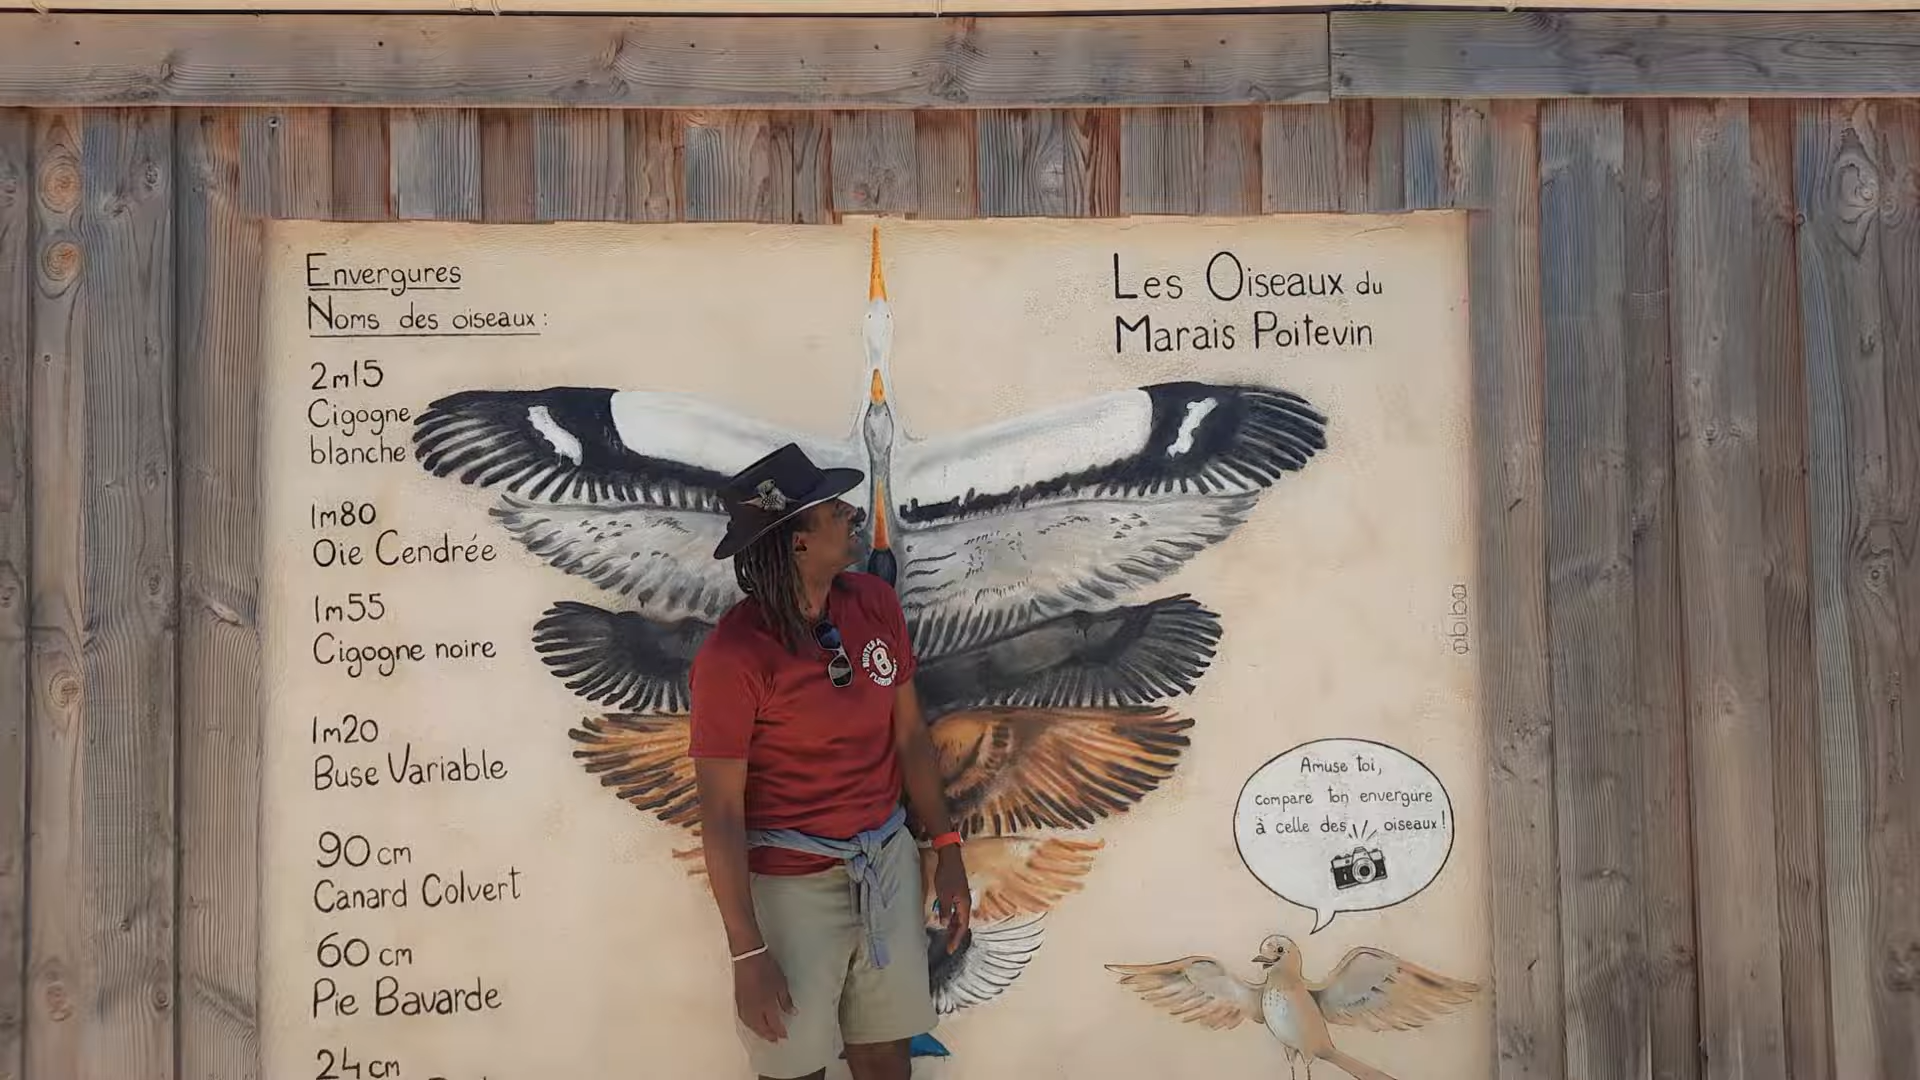 Envergures
Noms des oiseaux :
2m15
Cigogne
blanche
1m80
Oie Cendrée
1m55
Cigogne noire
1m20
Buse Variable
90 cm
Canard Colvert
60 cm
Pie Bavarde
24 cm
Les Oiseaux du
Marais Poitevin
abiba
8
Amuse toi,
compare ton envergure
à celle des oiseaux !